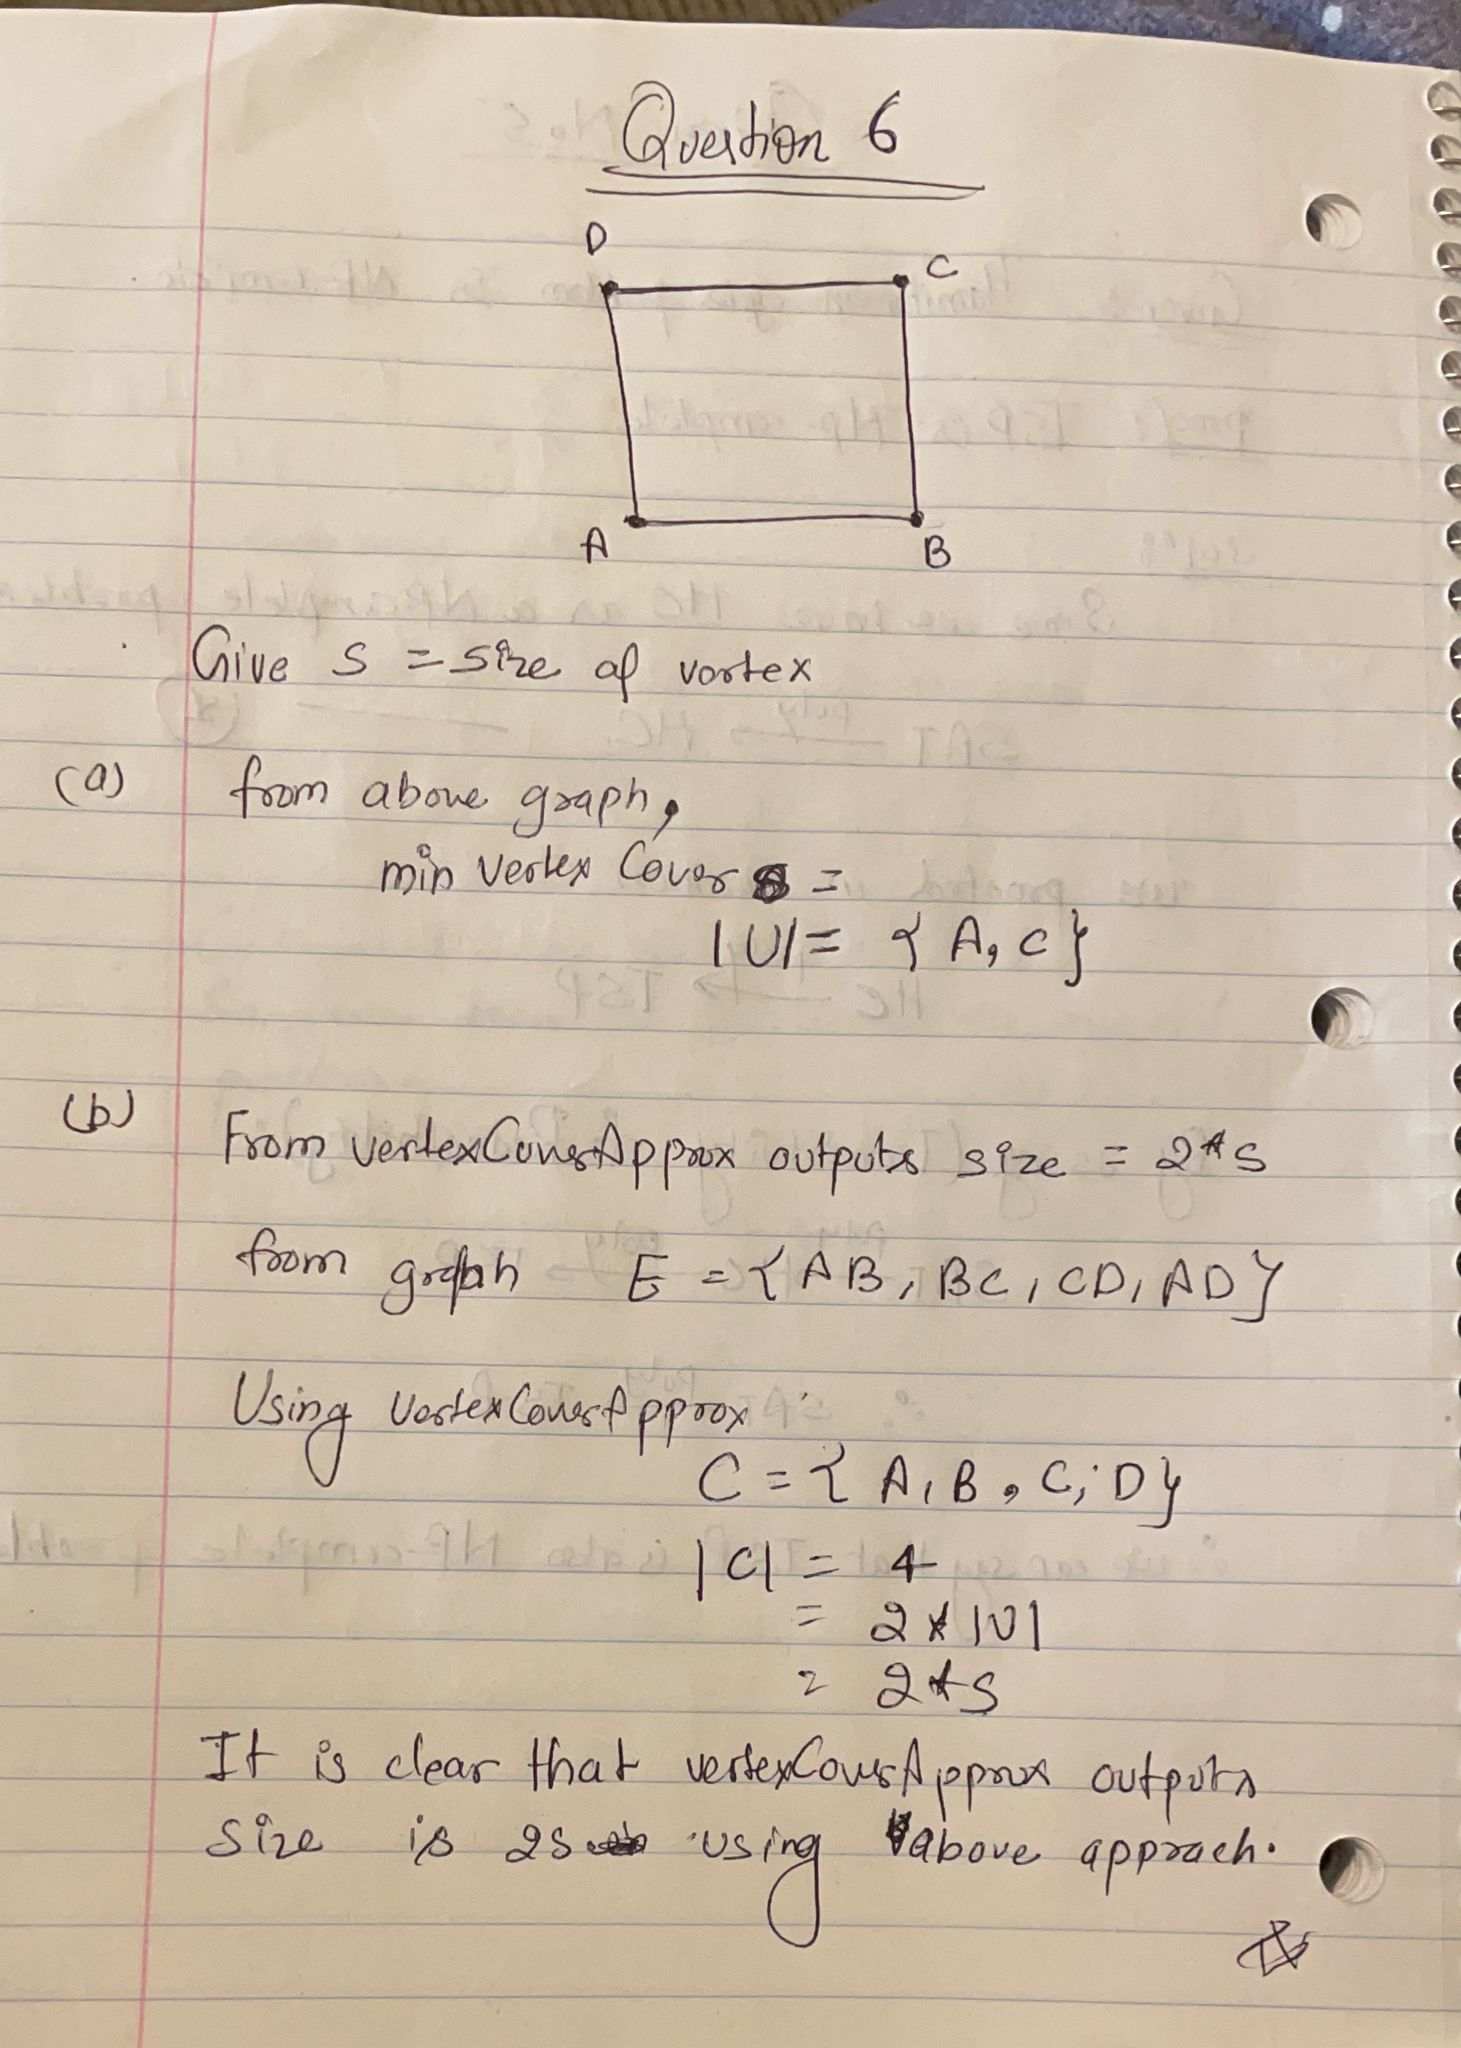 Question 6
D
C
A
B
Give S = size of vortex
(a) from above graph,
min vertex Cover =
|U| = { A, C }
(b) From vertexCoverApprox outputs size = 2*S
from graph E = { AB, BC, CD, AD }
Using vertexCoverApprox
C = { A, B, C, D }
|C| = 4
= 2 * |U|
= 2*S
It is clear that vertexCoverApprox outputs
size is 2S using above apprach.